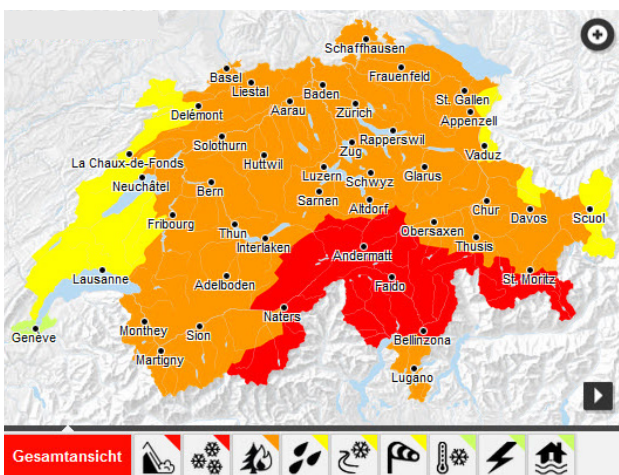 Schaffhausen
Basel
Frauenfeld
Liestal
Baden
St. Gallen
Delémont
Aarau
Zürich
Appenzell
Solothurn
Rapperswil
Zug
Vaduz
La Chaux-de-Fonds
Huttwil
Neuchâtel
Luzern
Schwyz
Glarus
Bern
Sarnen
Altdorf
Chur
Davos
Scuol
Fribourg
Thun
Obersaxen
Interlaken
Andermatt
Thusis
Lausanne
Adelboden
Faido
St. Moritz
Naters
Genève
Monthey
Sion
Bellinzona
Martigny
Lugano
Gesamtansicht